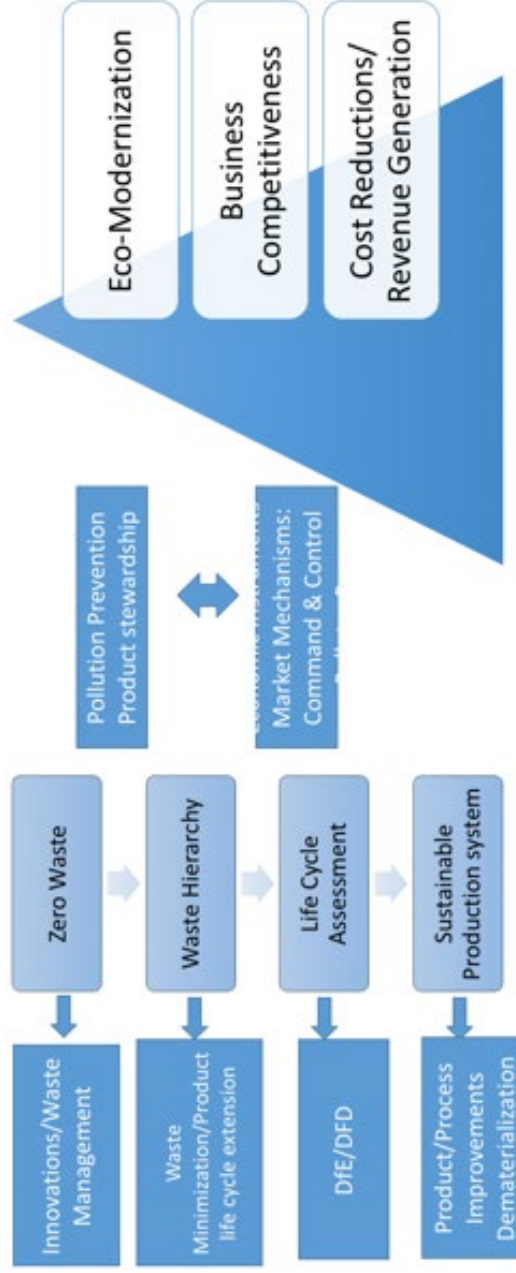 Innovations/Waste
Management
Zero Waste
Waste
Minimization/Product
life cycle extension
Waste Hierarchy
DfE/DFD
Life Cycle
Assessment
Product/Process
Improvements
Dematerialization
Sustainable
Production system
Pollution Prevention
Product stewardship
Market Mechanisms:
Command & Control
Eco-Modernization
Business
Competitiveness
Cost Reductions/
Revenue Generation